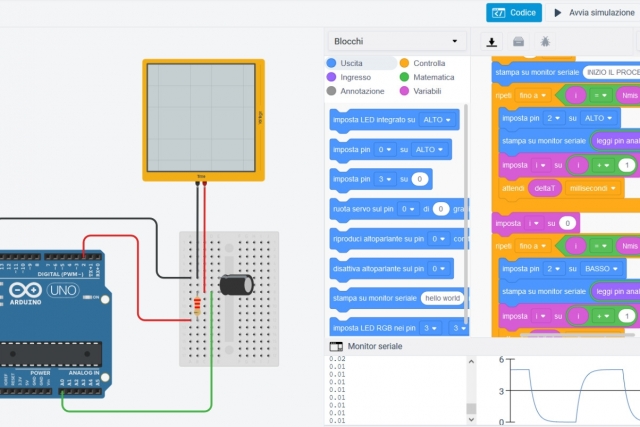 Codice
Avvia simulazione
Blocchi
Uscita
Controlla
Ingresso
Matematica
Annotazione
Variabili
imposta LED integrato su ALTO
imposta pin 0 su ALTO
imposta pin 3 su 0
ruota servo sul pin 0 di 0
riproduci altoparlante su pin 0
disattiva altoparlante sul pin 0
stampa su monitor seriale hello world
imposta LED RGB nei pin 3 3
stampa su monitor seriale INIZIO IL PROCE
ripeti fino a i = Nmis
imposta pin 2 su ALTO
stampa su monitor seriale leggi pin anal
imposta i su i + 1
attendi deltaT millisecondi
imposta i su 0
ripeti fino a i = Nmis
imposta pin 2 su BASSO
stampa su monitor seriale leggi pin anal
imposta i su i + 1
DIGITAL (PWM~)
UNO
ARDUINO
POWER
ANALOG IN
Monitor seriale
0.02
0.01
0.01
0.01
0.01
0.01
0.01
0.01
6
3
0